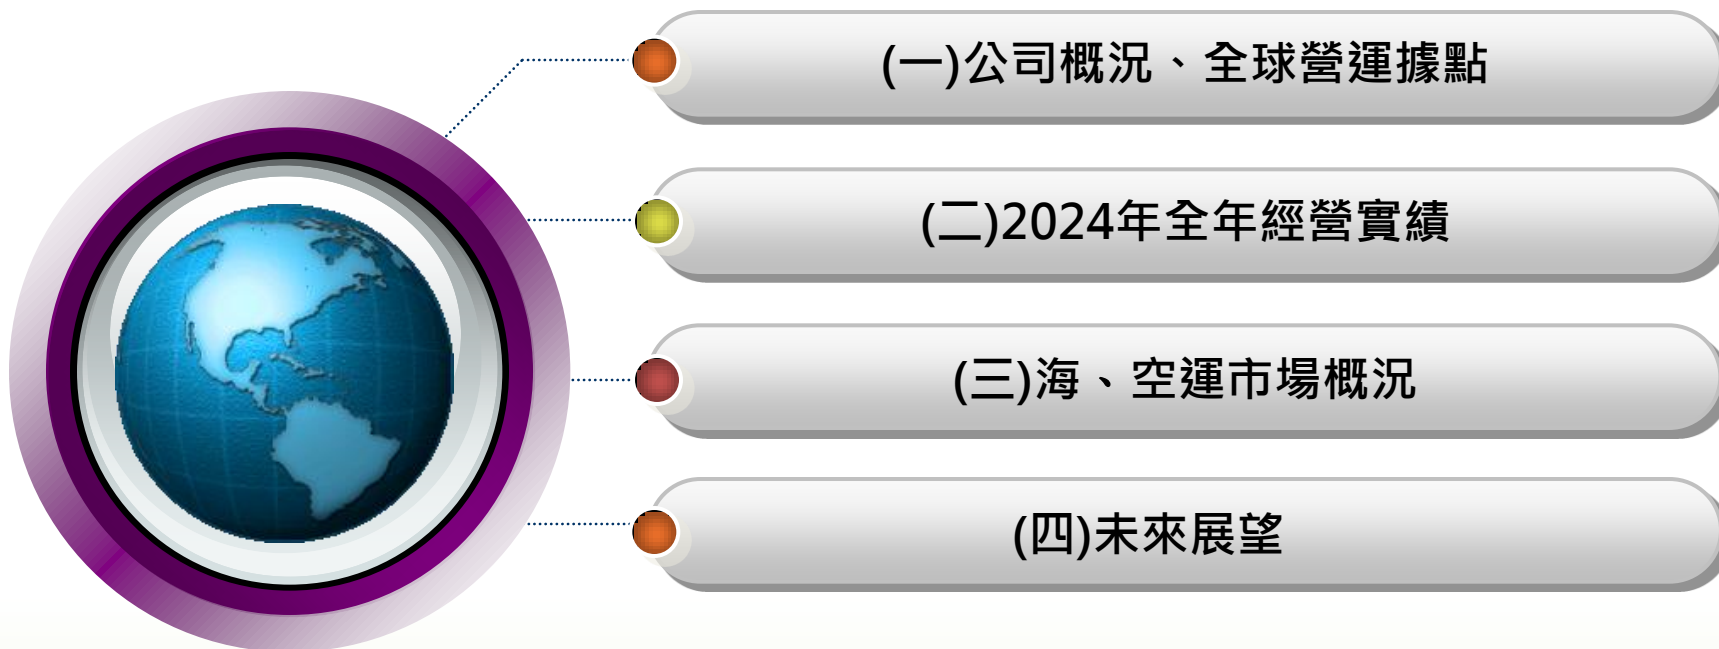 (一)公司概況、全球營運據點
(二)2024年全年經營實績
(三)海、空運市場概況
(四)未來展望